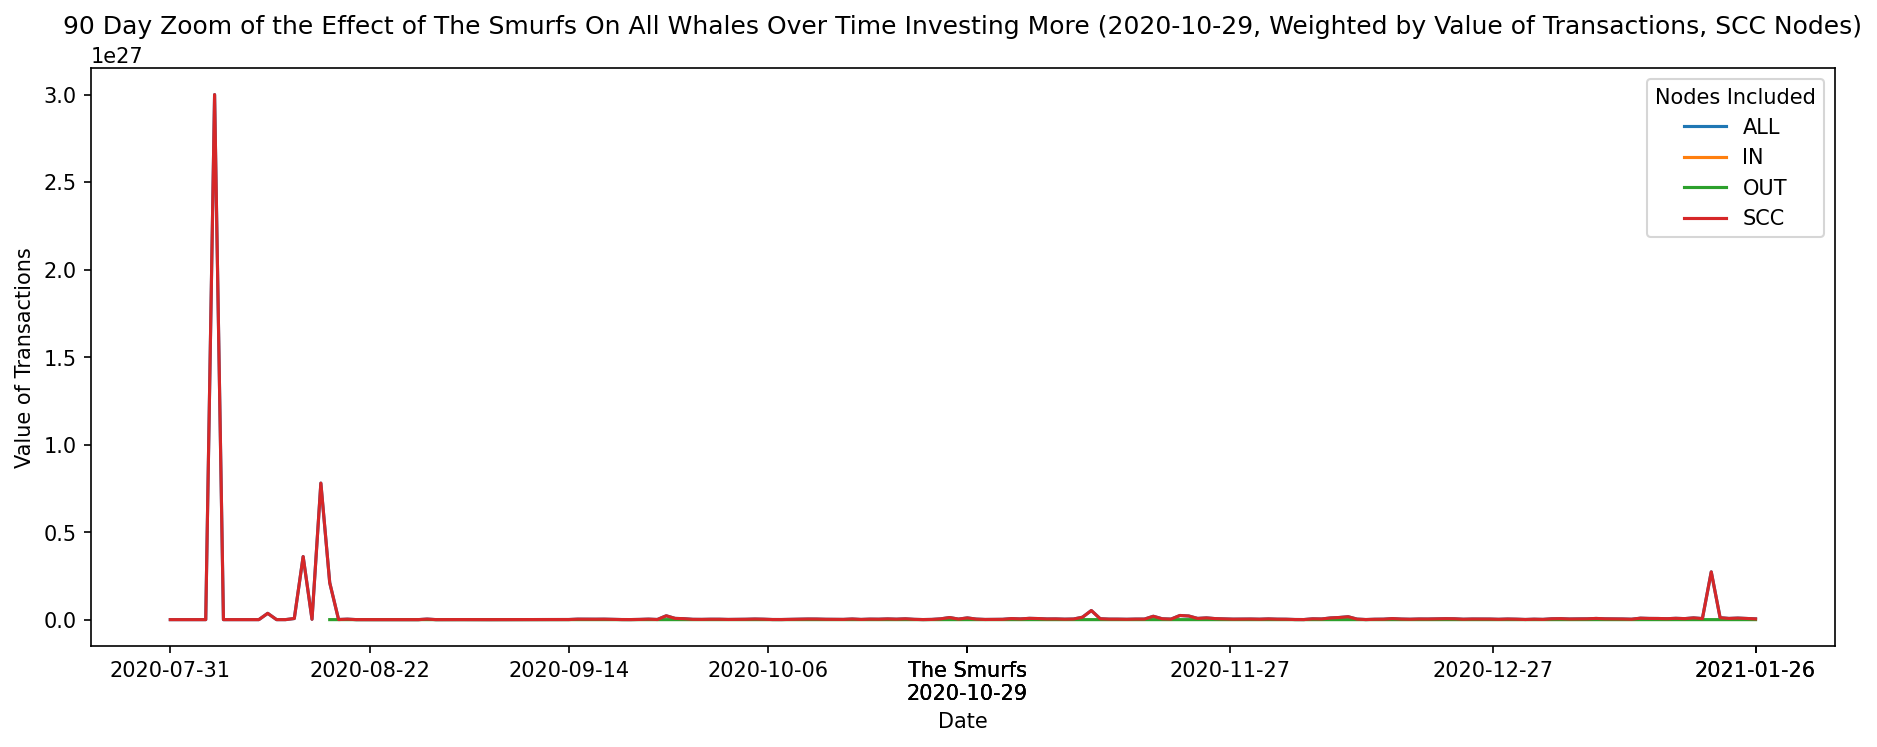 90 Day Zoom of the Effect of The Smurfs On All Whales Over Time Investing More (2020-10-29, Weighted by Value of Transactions, SCC Nodes)
1e27
3.0
2.5
2.0
1.5
1.0
0.5
0.0
Value of Transactions
Nodes Included
ALL
IN
OUT
SCC
2020-07-31
2020-08-22
2020-09-14
2020-10-06
The Smurfs
2020-10-29
2020-11-27
2020-12-27
2021-01-26
Date